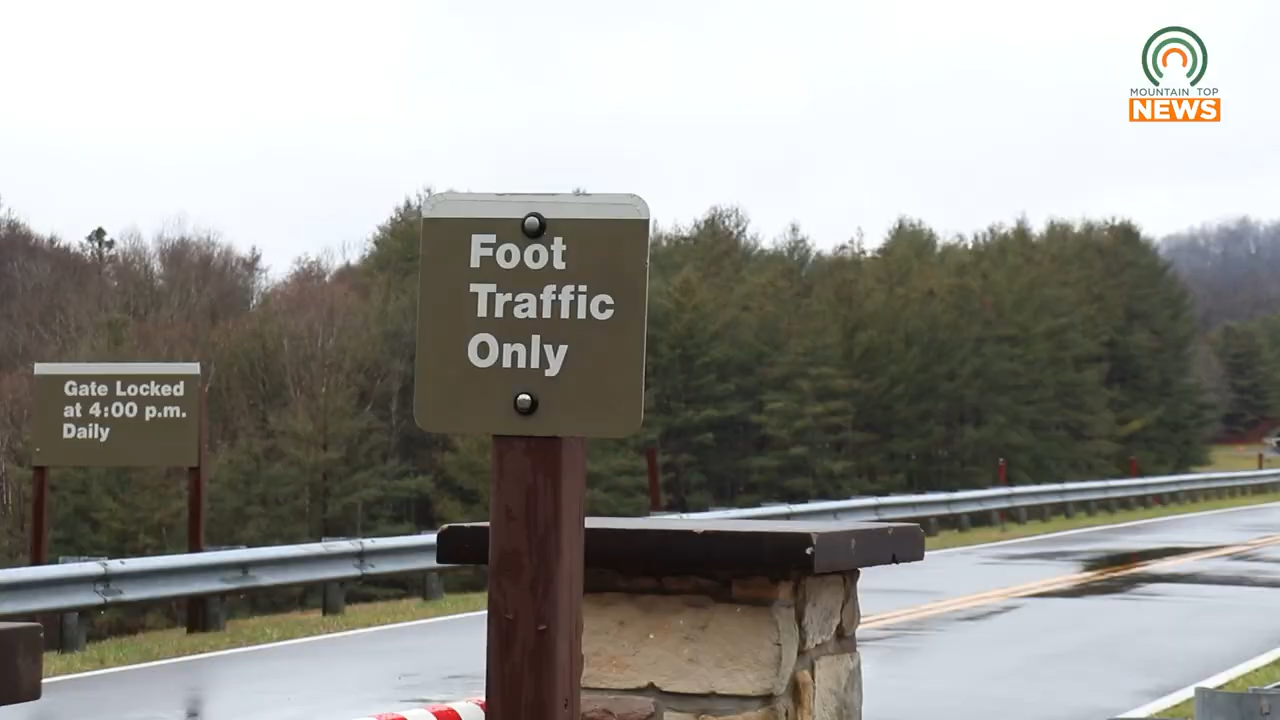 MOUNTAIN TOP
NEWS
Foot
Traffic
Only
Gate Locked
at 4:00 p.m.
Daily